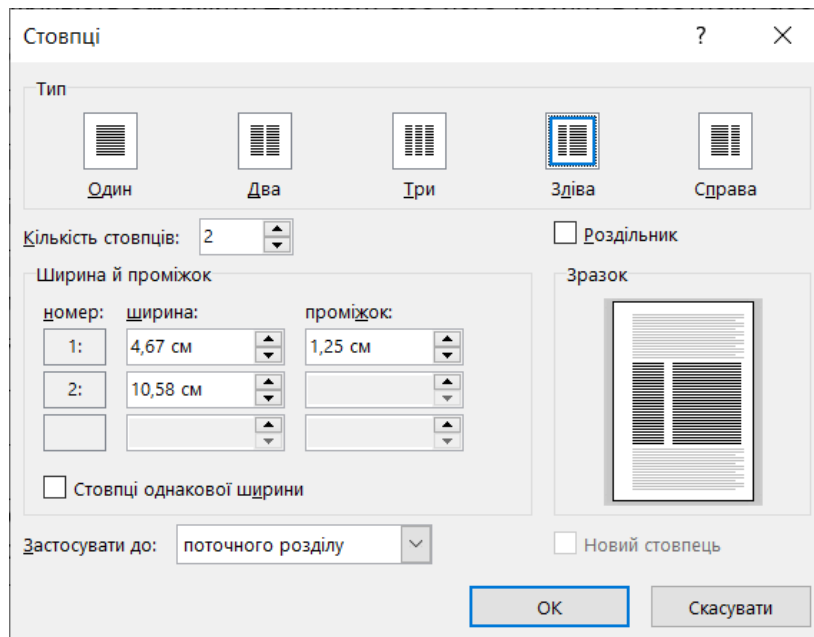 Стовпці ?
Тип
Один Два Три Зліва Справа
Кількість стовпців: 2 Роздільник
Ширина й проміжок Зразок
номер: ширина: проміжок:
1: 4,67 см 1,25 см
2: 10,58 см
Стовпці однакової ширини
Застосувати до: поточного розділу Новий стовпець
ОК Скасувати